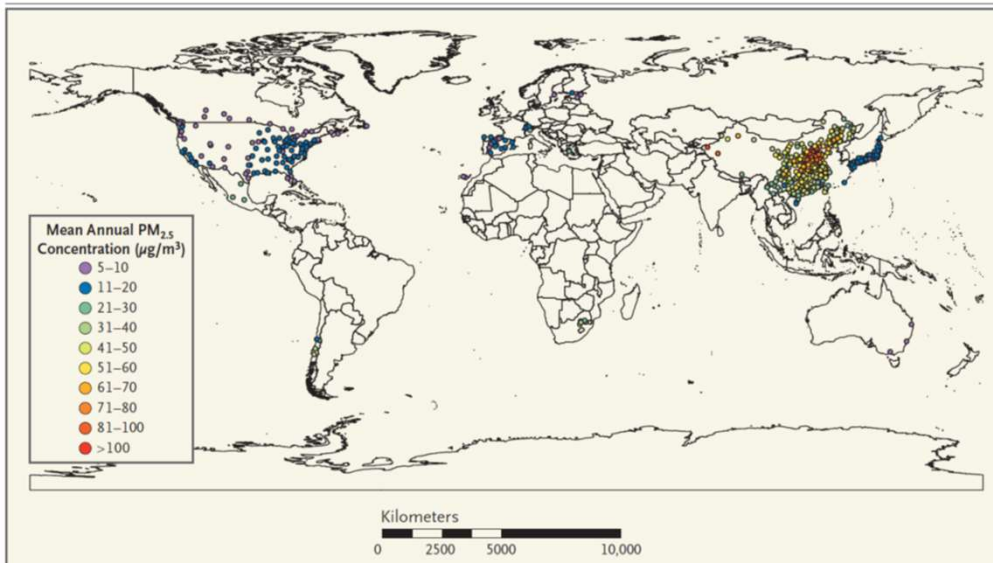 Mean Annual PM2.5
Concentration (μg/m³)
5–10
11–20
21–30
31–40
41–50
51–60
61–70
71–80
81–100
>100
Kilometers
0 2500 5000 10,000